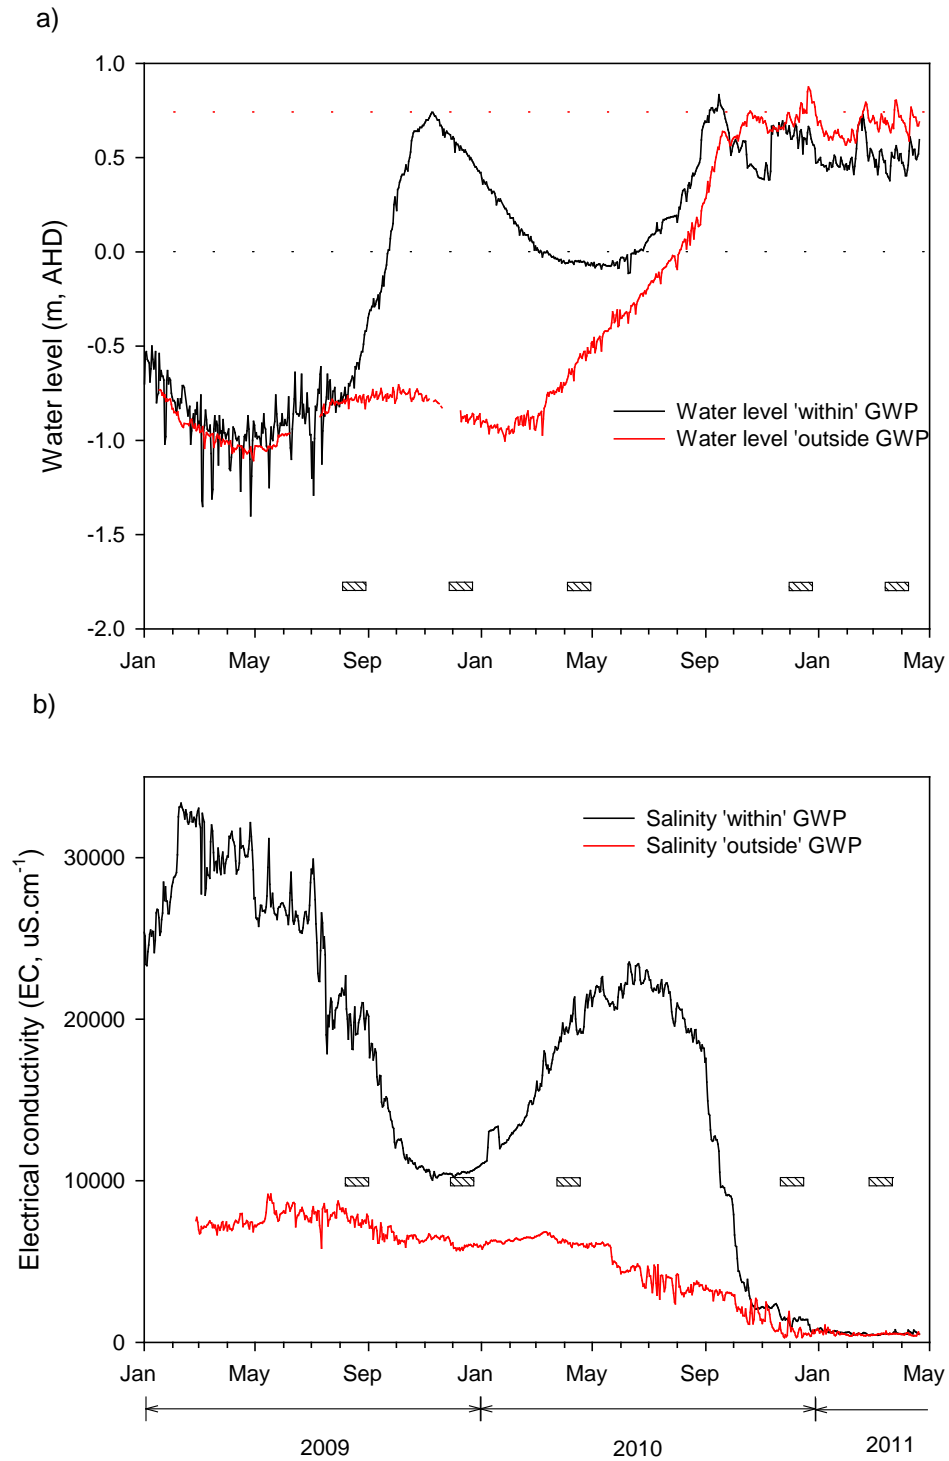 a)
1.0
0.5
0.0
-0.5
-1.0
-1.5
-2.0
Water level (m, AHD)
Water level 'within' GWP
Water level 'outside GWP
Jan May Sep Jan May Sep Jan May
b)
30000
20000
10000
0
Electrical conductivity (EC, uS.cm-1)
Salinity 'within' GWP
Salinity 'outside' GWP
Jan May Sep Jan May Sep Jan May
2009 2010 2011